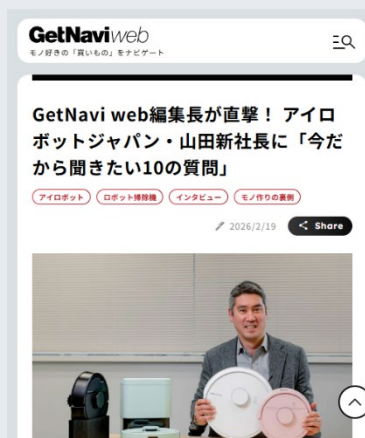 GetNavi web
モノ好きの「買いもの」をナビゲート
GetNavi web編集長が直撃！ アイロ
ボットジャパン・山田新社長に「今だ
から聞きたい10の質問」
アイロボット ロボット掃除機 インタビュー モノ作りの裏側
2026/2/19 Share